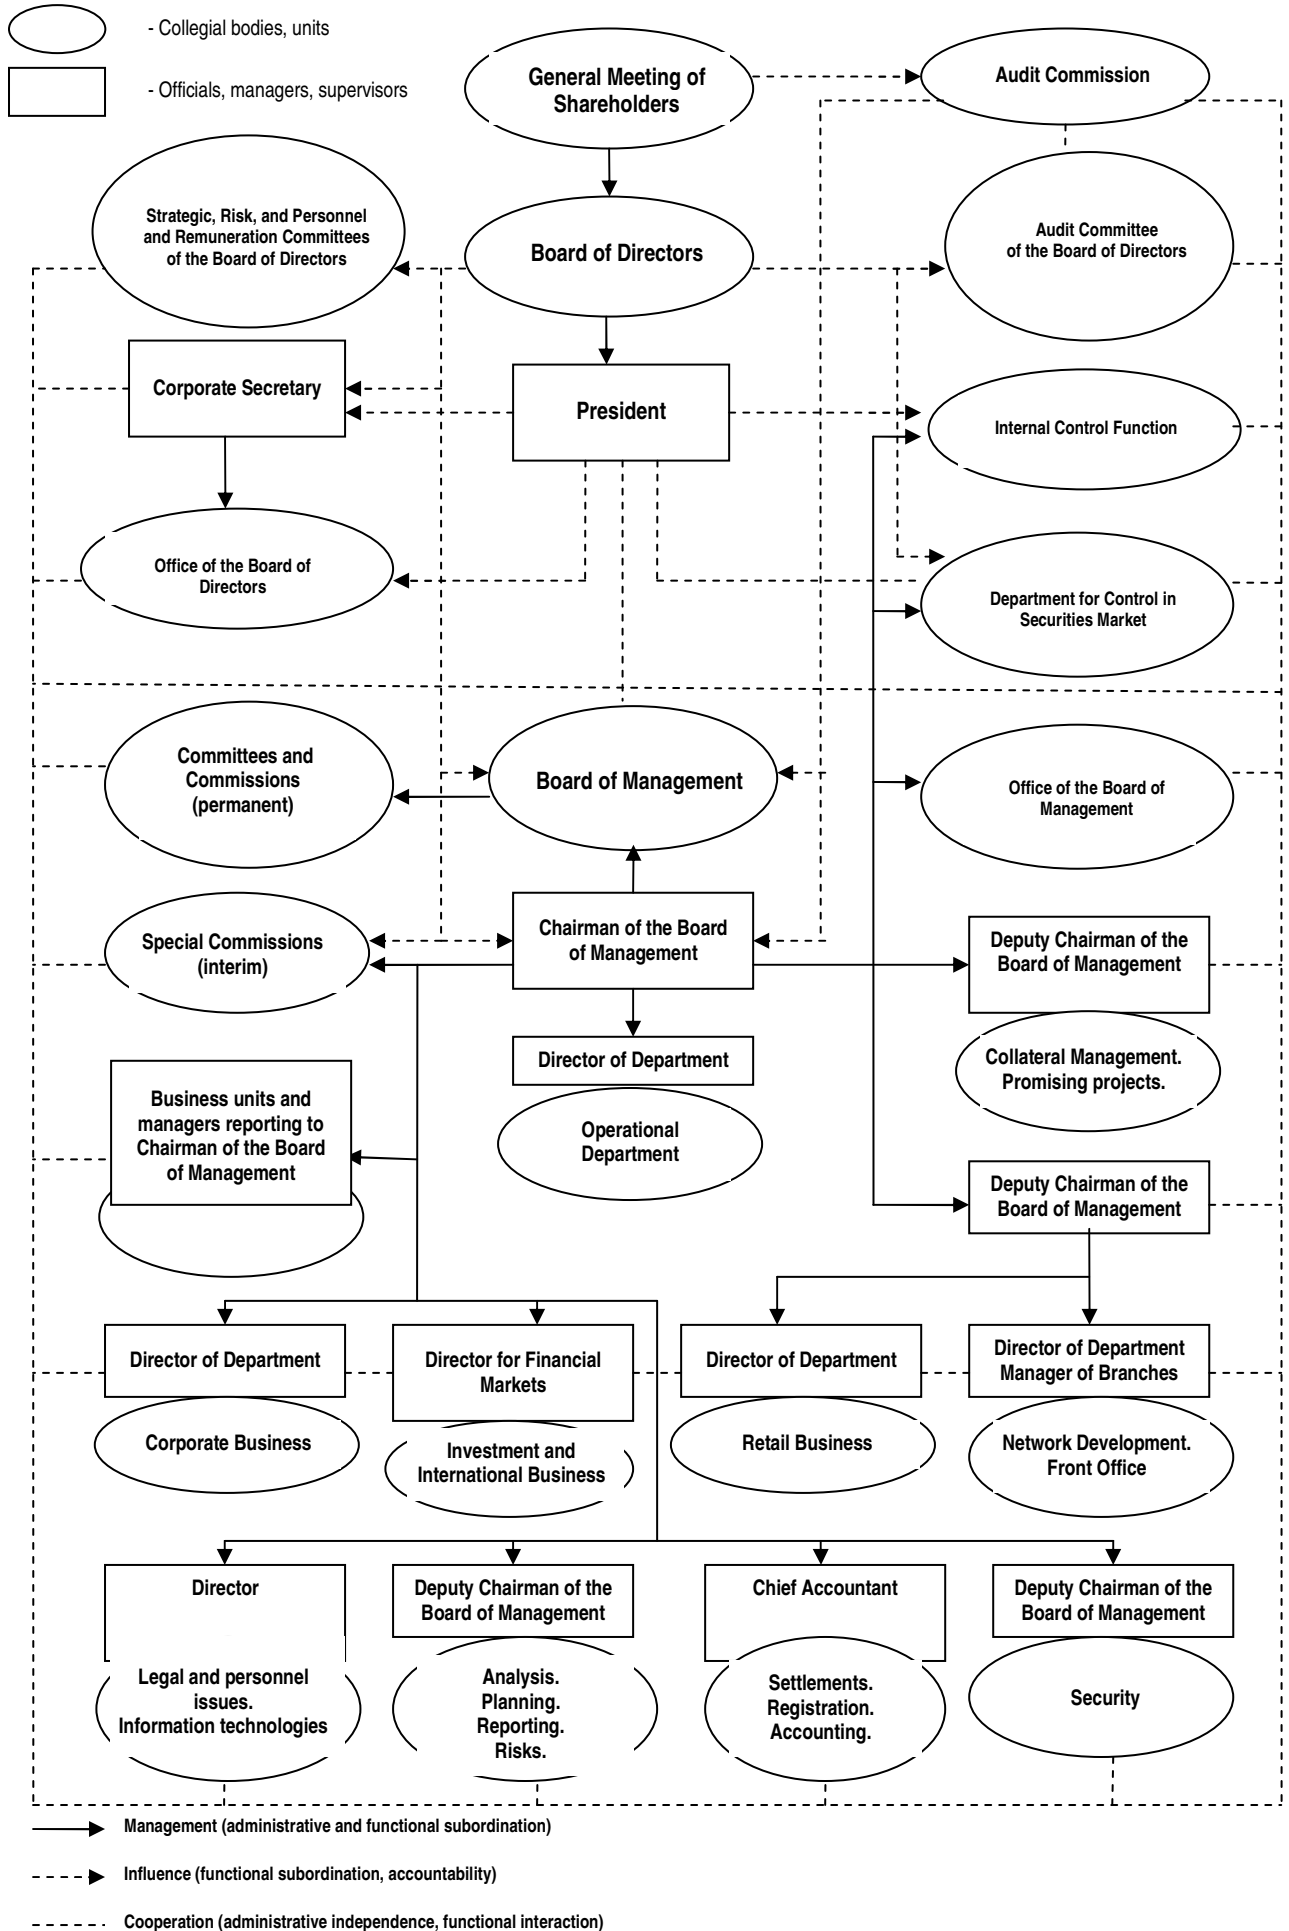 - Collegial bodies, units
- Officials, managers, supervisors
General Meeting of
Shareholders
Audit Commission
Strategic, Risk, and Personnel
and Remuneration Committees
of the Board of Directors
Board of Directors
Audit Committee
of the Board of Directors
Corporate Secretary
President
Internal Control Function
Office of the Board of
Directors
Department for Control in
Securities Market
Committees and
Commissions
(permanent)
Board of Management
Office of the Board of
Management
Special Commissions
(interim)
Chairman of the Board
of Management
Deputy Chairman of the
Board of Management
Collateral Management.
Promising projects.
Director of Department
Operational
Department
Business units and
managers reporting to
Chairman of the Board
of Management
Deputy Chairman of the
Board of Management
Director of Department
Corporate Business
Director for Financial
Markets
Investment and
International Business
Director of Department
Retail Business
Director of Department
Manager of Branches
Network Development.
Front Office
Director
Legal and personnel
issues.
Information technologies
Deputy Chairman of the
Board of Management
Analysis.
Planning.
Reporting.
Risks.
Chief Accountant
Settlements.
Registration.
Accounting.
Deputy Chairman of the
Board of Management
Security
Management (administrative and functional subordination)
Influence (functional subordination, accountability)
Cooperation (administrative independence, functional interaction)